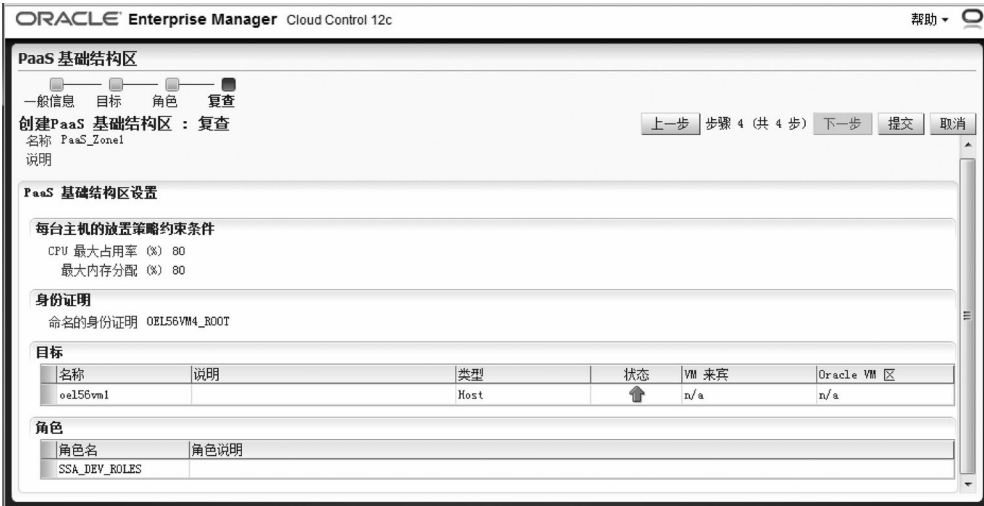 ORACLE Enterprise Manager Cloud Control 12c 帮助
PaaS 基础结构区
一般信息 目标 角色 复查
创建PaaS 基础结构区 : 复查 上一步 步骤 4 (共 4 步) 下一步 提交 取消
名称 PaaS_Zone1
说明
PaaS 基础结构区设置
每台主机的放置策略约束条件
CPU 最大占用率 (%) 80
最大内存分配 (%) 80
身份证明
命名的身份证明 OEL56VM4_ROOT
目标
名称 说明 类型 状态 VM 来宾 Oracle VM 区
oel56vm1 Host n/a n/a
角色
角色名 角色说明
SSA_DEV_ROLES